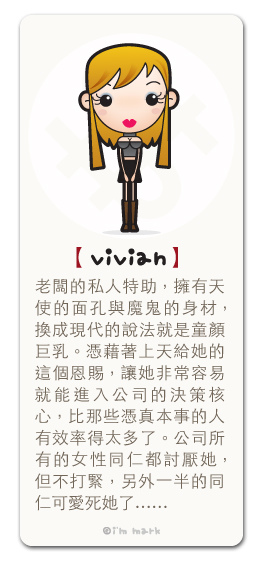 【vivian】
老闆的私人特助，擁有天
使的面孔與魔鬼的身材，
換成現代的說法就是童顏
巨乳。憑藉著上天給她的
這個恩賜，讓她非常容易
就能進入公司的決策核
心，比那些憑真本事的人
有效率得太多了。公司所
有的女性同仁都討厭她，
但不打緊，另外一半的同
仁可愛死她了......
©i'm mark